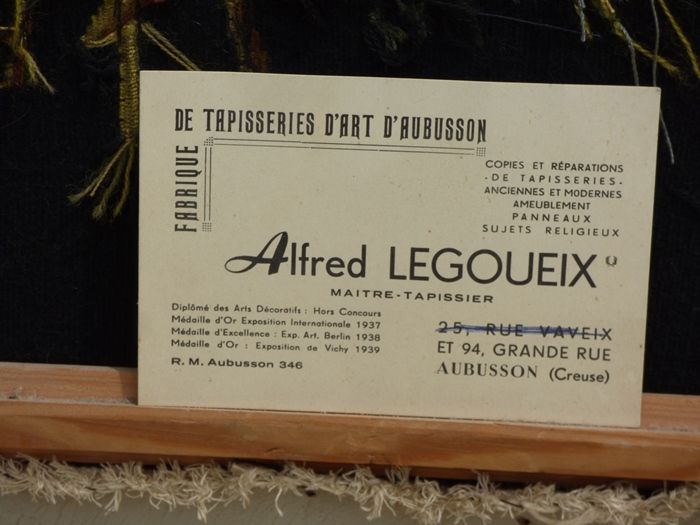 FABRIQUE
DE TAPISSERIES D'ART D'AUBUSSON
COPIES ET RÉPARATIONS
- DE TAPISSERIES -
ANCIENNES ET MODERNES
AMEUBLEMENT
PANNEAUX
SUJETS RELIGIEUX
Alfred LEGOUEIX
MAITRE-TAPISSIER
Diplômé des Arts Décoratifs : Hors Concours
Médaille d'Or Exposition Internationale 1937
Médaille d'Excellence : Exp. Art. Berlin 1938
Médaille d'Or : Exposition de Vichy 1939
R. M. Aubusson 346
25, RUE VAVEIX
ET 94, GRANDE RUE
AUBUSSON (Creuse)